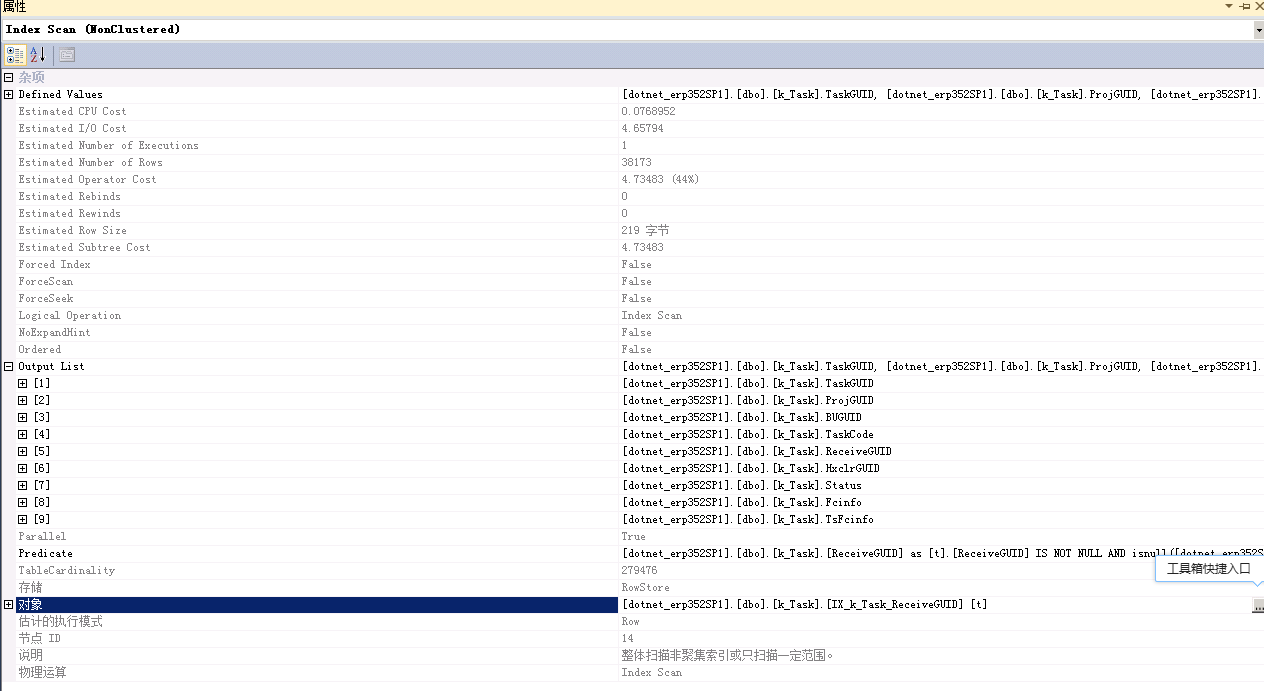 属性
Index Scan (NonClustered)
杂项
Defined Values [dotnet_erp352SP1].[dbo].[k_Task].TaskGUID, [dotnet_erp352SP1].[dbo].[k_Task].ProjGUID, [dotnet_erp352SP1].
Estimated CPU Cost 0.0768952
Estimated I/O Cost 4.65794
Estimated Number of Executions 1
Estimated Number of Rows 38173
Estimated Operator Cost 4.73483 (44%)
Estimated Rebinds 0
Estimated Rewinds 0
Estimated Row Size 219 字节
Estimated Subtree Cost 4.73483
Forced Index False
ForceScan False
ForceSeek False
Logical Operation Index Scan
NoExpandHint False
Ordered False
Output List [dotnet_erp352SP1].[dbo].[k_Task].TaskGUID, [dotnet_erp352SP1].[dbo].[k_Task].ProjGUID, [dotnet_erp352SP1].
[1] [dotnet_erp352SP1].[dbo].[k_Task].TaskGUID
[2] [dotnet_erp352SP1].[dbo].[k_Task].ProjGUID
[3] [dotnet_erp352SP1].[dbo].[k_Task].BUGUID
[4] [dotnet_erp352SP1].[dbo].[k_Task].TaskCode
[5] [dotnet_erp352SP1].[dbo].[k_Task].ReceiveGUID
[6] [dotnet_erp352SP1].[dbo].[k_Task].HxclrGUID
[7] [dotnet_erp352SP1].[dbo].[k_Task].Status
[8] [dotnet_erp352SP1].[dbo].[k_Task].Fcinfo
[9] [dotnet_erp352SP1].[dbo].[k_Task].TsFcinfo
Parallel True
Predicate [dotnet_erp352SP1].[dbo].[k_Task].[ReceiveGUID] as [t].[ReceiveGUID] IS NOT NULL AND isnull([dotnet_erp352S
TableCardinality 279476
工具箱快捷入口
存储 RowStore
对象 [dotnet_erp352SP1].[dbo].[k_Task].[IX_k_Task_ReceiveGUID] [t]
估计的执行模式 Row
节点 ID 14
说明 整体扫描非聚集索引或只扫描一定范围。
物理运算 Index Scan